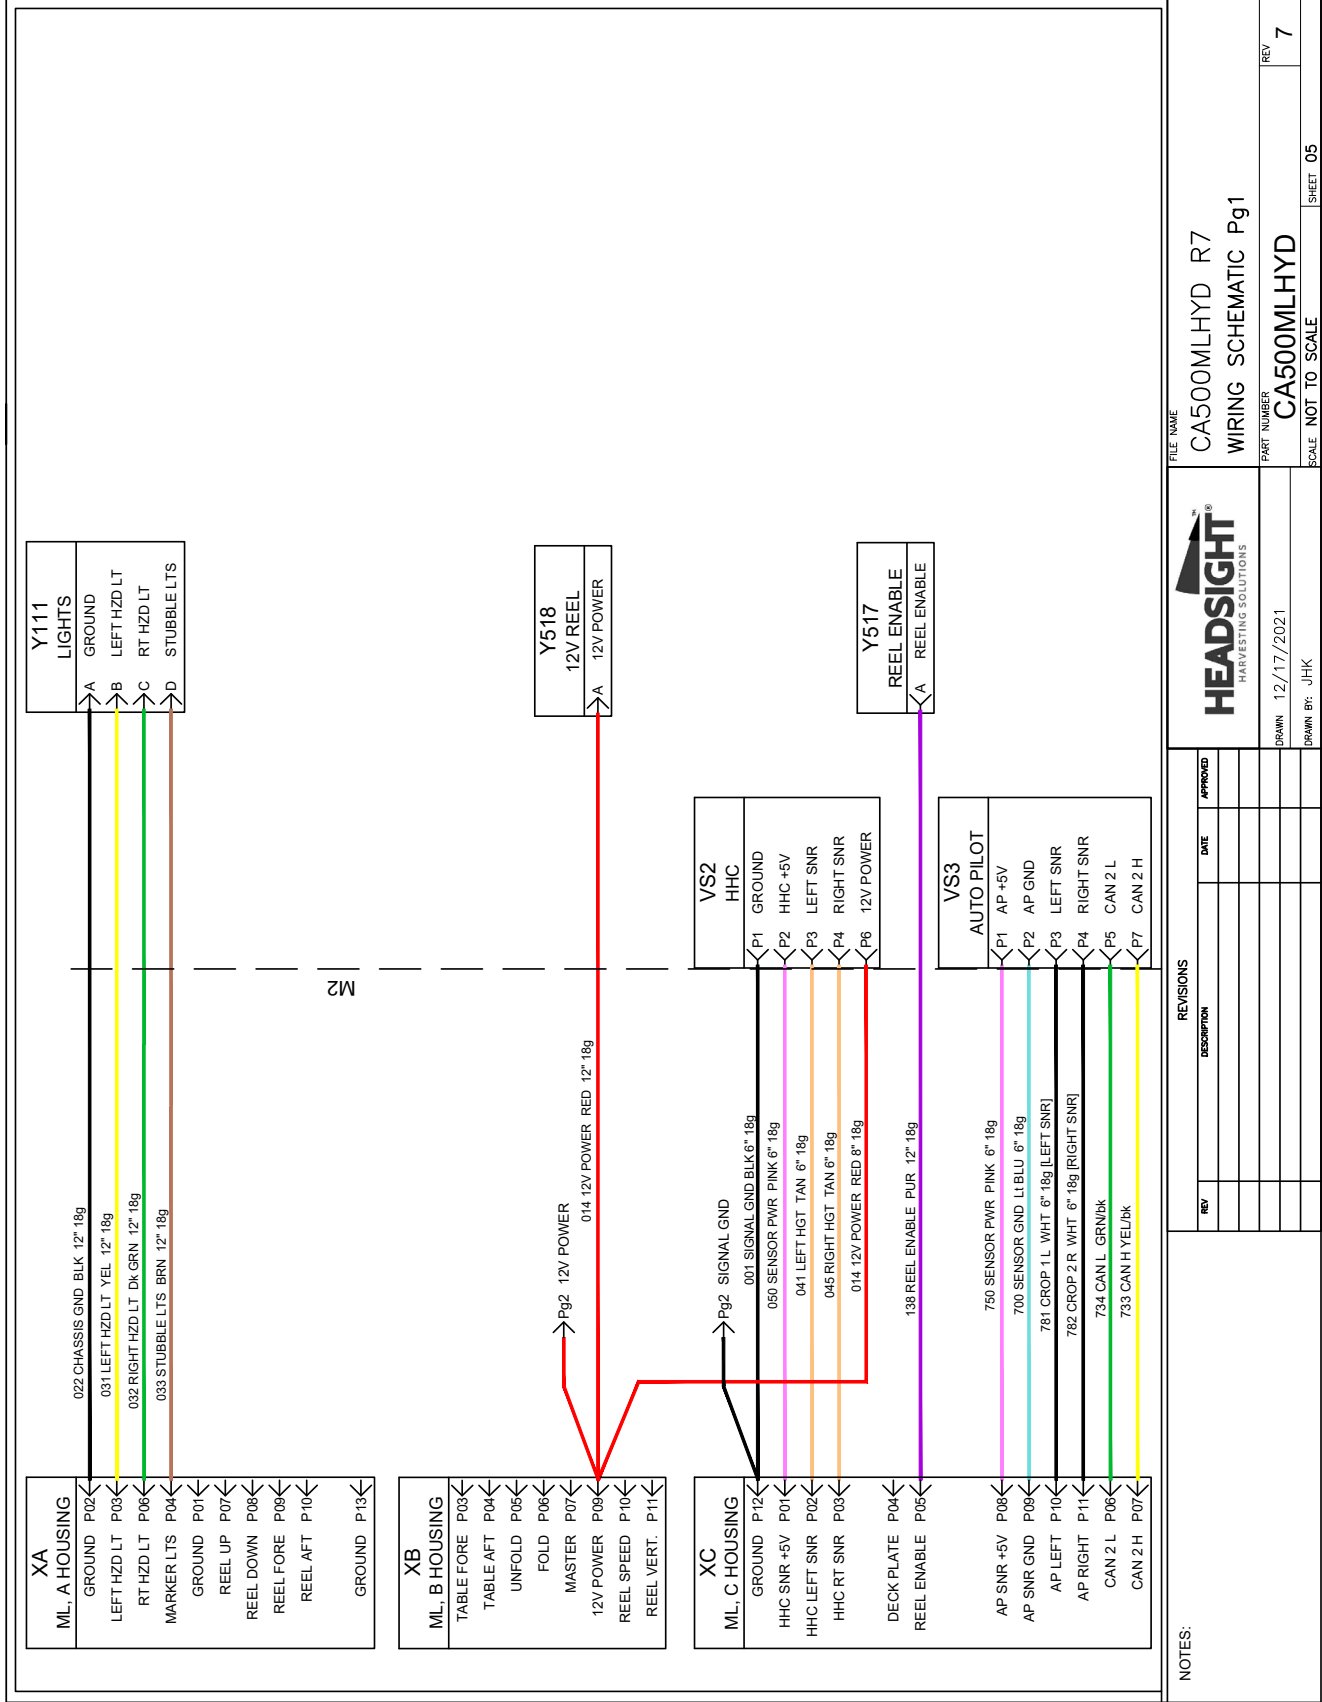 XA
ML, A HOUSING
GROUND P02
LEFT HZD LT P03
RT HZD LT P06
MARKER LTS P04
GROUND P01
REEL UP P07
REEL DOWN P08
REEL FORE P09
REEL AFT P10
GROUND P13
022 CHASSIS GND BLK 12" 18g
031 LEFT HZD LT YEL 12" 18g
032 RIGHT HZD LT Dk GRN 12" 18g
033 STUBBLE LTS BRN 12" 18g
Y111
LIGHTS
A GROUND
B LEFT HZD LT
C RT HZD LT
D STUBBLE LTS
M2
XB
ML, B HOUSING
TABLE FORE P03
TABLE AFT P04
UNFOLD P05
FOLD P06
MASTER P07
12V POWER P09
REEL SPEED P10
REEL VERT. P11
Pg2 12V POWER
014 12V POWER RED 12" 18g
Y518
12V REEL
A 12V POWER
XC
ML, C HOUSING
GROUND P12
HHC SNR +5V P01
HHC LEFT SNR P02
HHC RT SNR P03
DECK PLATE P04
REEL ENABLE P05
AP SNR +5V P08
AP SNR GND P09
AP LEFT P10
AP RIGHT P11
CAN 2 L P06
CAN 2 H P07
Pg2 SIGNAL GND
001 SIGNAL GND BLK 6" 18g
050 SENSOR PWR PINK 6" 18g
041 LEFT HGT TAN 6" 18g
045 RIGHT HGT TAN 6" 18g
014 12V POWER RED 8" 18g
138 REEL ENABLE PUR 12" 18g
750 SENSOR PWR PINK 6" 18g
700 SENSOR GND Lt BLU 6" 18g
781 CROP 1 L WHT 6" 18g [LEFT SNR]
782 CROP 2 R WHT 6" 18g [RIGHT SNR]
734 CAN L GRN/bk
733 CAN H YEL/bk
VS2
HHC
P1 GROUND
P2 HHC +5V
P3 LEFT SNR
P4 RIGHT SNR
P6 12V POWER
Y517
REEL ENABLE
A REEL ENABLE
VS3
AUTO PILOT
P1 AP +5V
P2 AP GND
P3 LEFT SNR
P4 RIGHT SNR
P5 CAN 2 L
P7 CAN 2 H
NOTES:
REVISIONS
REV DESCRIPTION DATE APPROVED
HEADSIGHT®
™
HARVESTING SOLUTIONS
DRAWN 12/17/2021
DRAWN BY: JHK
FILE NAME
CA500MLHYD R7
WIRING SCHEMATIC Pg1
PART NUMBER
CA500MLHYD
REV 7
SCALE NOT TO SCALE
SHEET 05